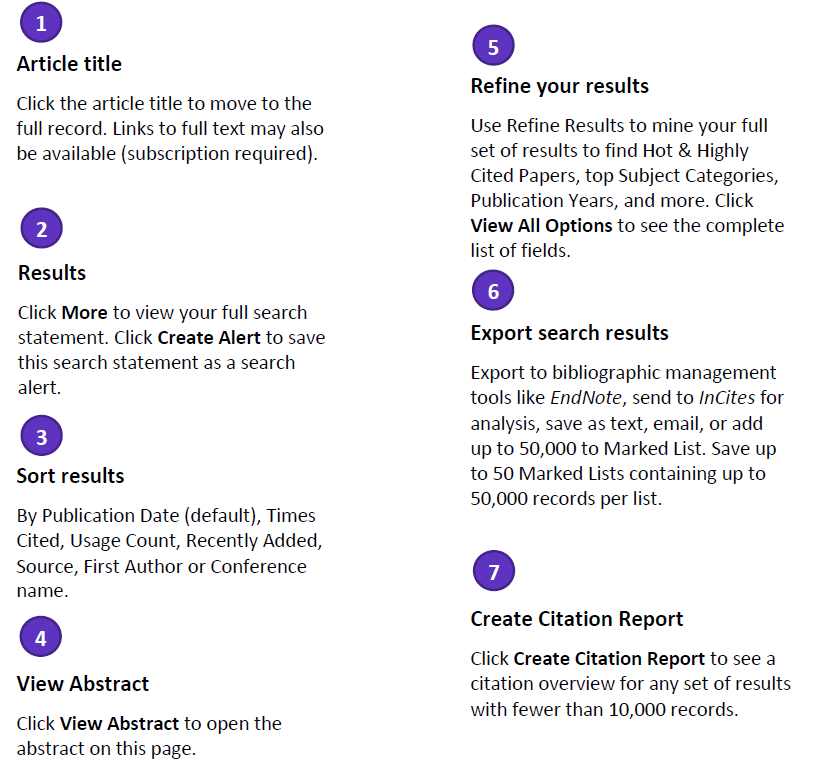 1
Article title
Click the article title to move to the
full record. Links to full text may also
be available (subscription required).
2
Results
Click More to view your full search
statement. Click Create Alert to save
this search statement as a search
alert.
3
Sort results
By Publication Date (default), Times
Cited, Usage Count, Recently Added,
Source, First Author or Conference
name.
4
View Abstract
Click View Abstract to open the
abstract on this page.
5
Refine your results
Use Refine Results to mine your full
set of results to find Hot & Highly
Cited Papers, top Subject Categories,
Publication Years, and more. Click
View All Options to see the complete
list of fields.
6
Export search results
Export to bibliographic management
tools like EndNote, send to InCites for
analysis, save as text, email, or add
up to 50,000 to Marked List. Save up
to 50 Marked Lists containing up to
50,000 records per list.
7
Create Citation Report
Click Create Citation Report to see a
citation overview for any set of results
with fewer than 10,000 records.